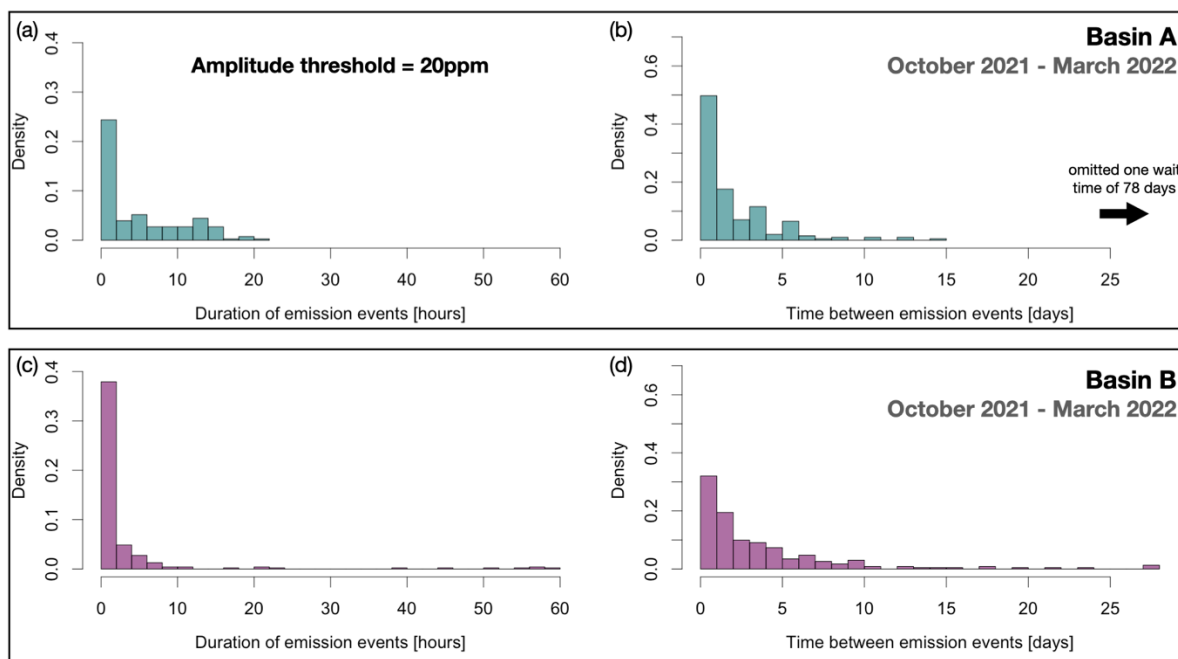 (a)
Amplitude threshold = 20ppm
Density
0.0 0.1 0.2 0.3 0.4
0 10 20 30 40 50 60
Duration of emission events [hours]
(b)
Basin A
October 2021 - March 2022
omitted one wait
time of 78 days
Density
0.0 0.2 0.4 0.6
0 5 10 15 20 25
Time between emission events [days]
(c)
Density
0.0 0.1 0.2 0.3 0.4
0 10 20 30 40 50 60
Duration of emission events [hours]
(d)
Basin B
October 2021 - March 2022
Density
0.0 0.2 0.4 0.6
0 5 10 15 20 25
Time between emission events [days]